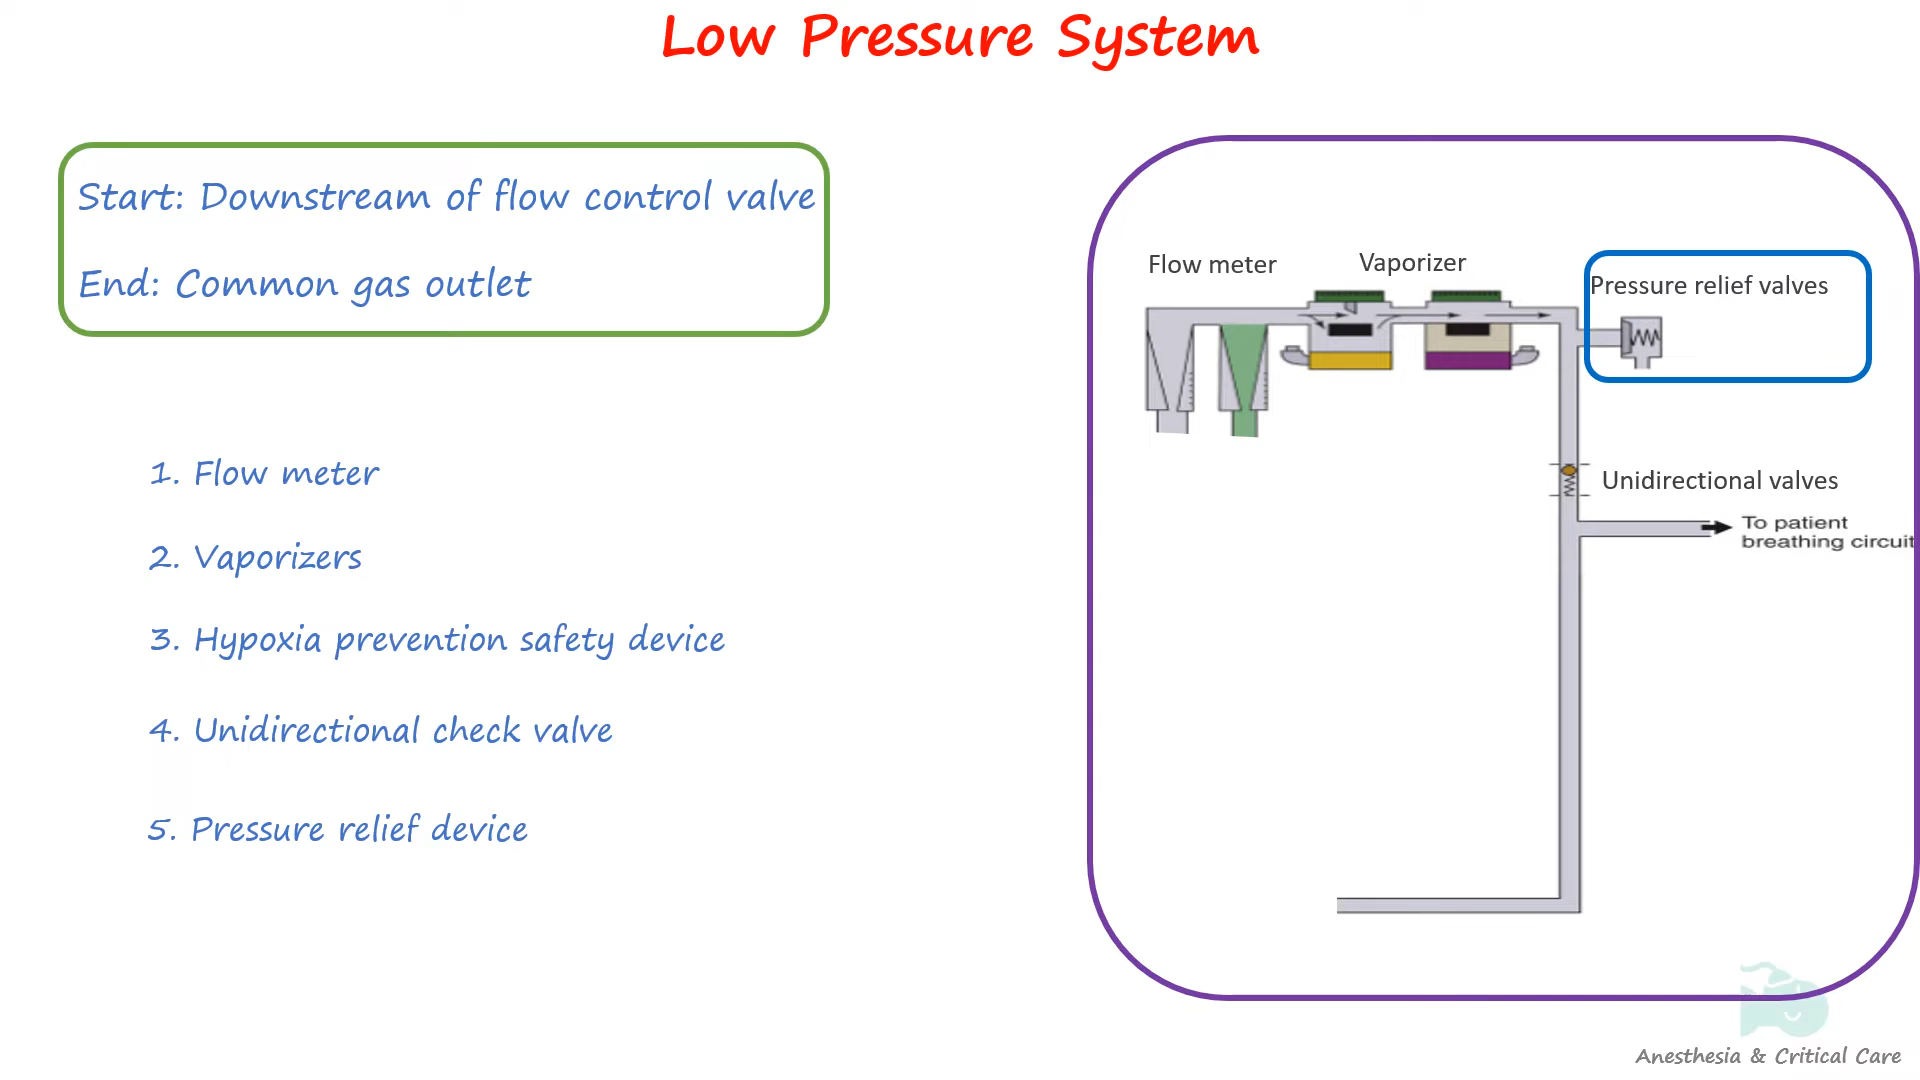 Low Pressure System
Start: Downstream of flow control valve
End: Common gas outlet
1. Flow meter
2. Vaporizers
3. Hypoxia prevention safety device
4. Unidirectional check valve
5. Pressure relief device
Flow meter
Vaporizer
Pressure relief valves
Unidirectional valves
To patient
breathing circuit
Anesthesia & Critical Care